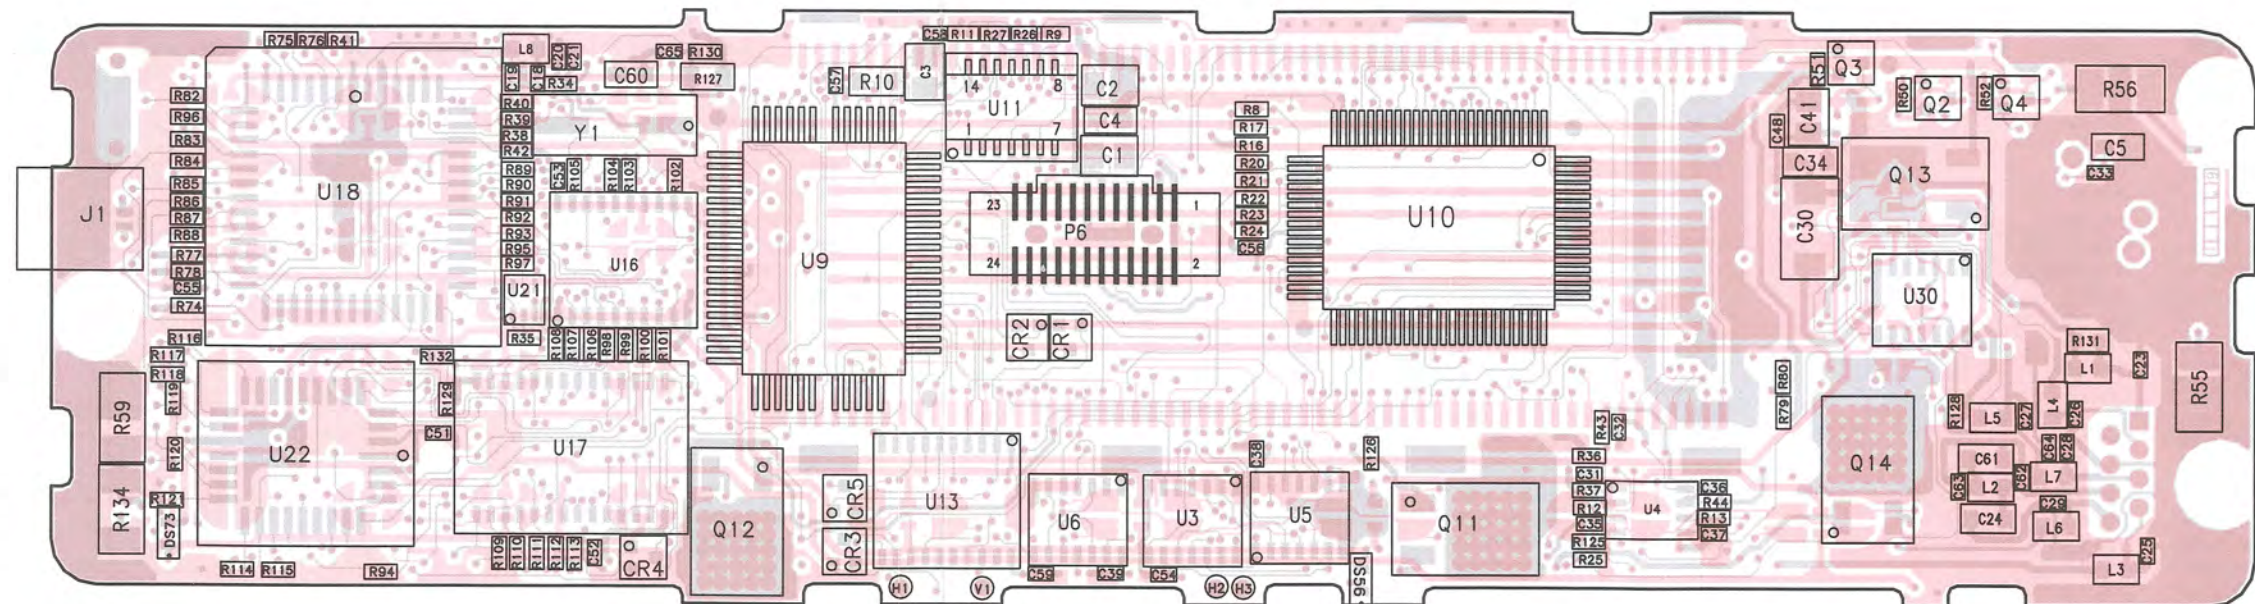 R75 R76 R41
L8
C20
C21
C65 R130
C58 R11 R27 R26 R9
C19
C18
R34
C60
R127
C57
R10
C3
14 8
U11
1 7
C2
C4
C1
R51
Q3
R50
Q2
R52
Q4
R56
R82
R96
R83
R84
R85
R86
R87
R88
R77
R78
C55
R74
J1
U18
R40
R39
R38
R42
R89
R90
R91
R92
R93
R95
R97
Y1
C53
R105
R104
R103
R102
U16
U21
R35
U9
23 1
P6
24 2
R8
R17
R16
R20
R21
R22
R23
R24
C56
U10
C48
C41
C34
C30
Q13
C5
C33
U30
R116
R117
R118
R119
R132
R129
R108
R107
R106
R98
R99
R100
R101
CR2
CR1
R131
L1
C23
R55
R80
R79
R59
R120
U22
C51
U17
R134
R121
DS73
Q12
CR5
CR3
U13
U6
U3
C38
U5
R126
Q11
R43
C32
R36
C31
R37
R12
C35
R125
R25
U4
C36
R44
R13
C37
Q14
R128
L5
C27
L4
C26
C61
C64
C28
C63
L2
C62
L7
C24
C29
L6
C25
L3
R114 R115
R94
R109
R110
R111
R112
R113
C52
CR4
C59
C39
C54
DS56
H1
V1
H2
H3